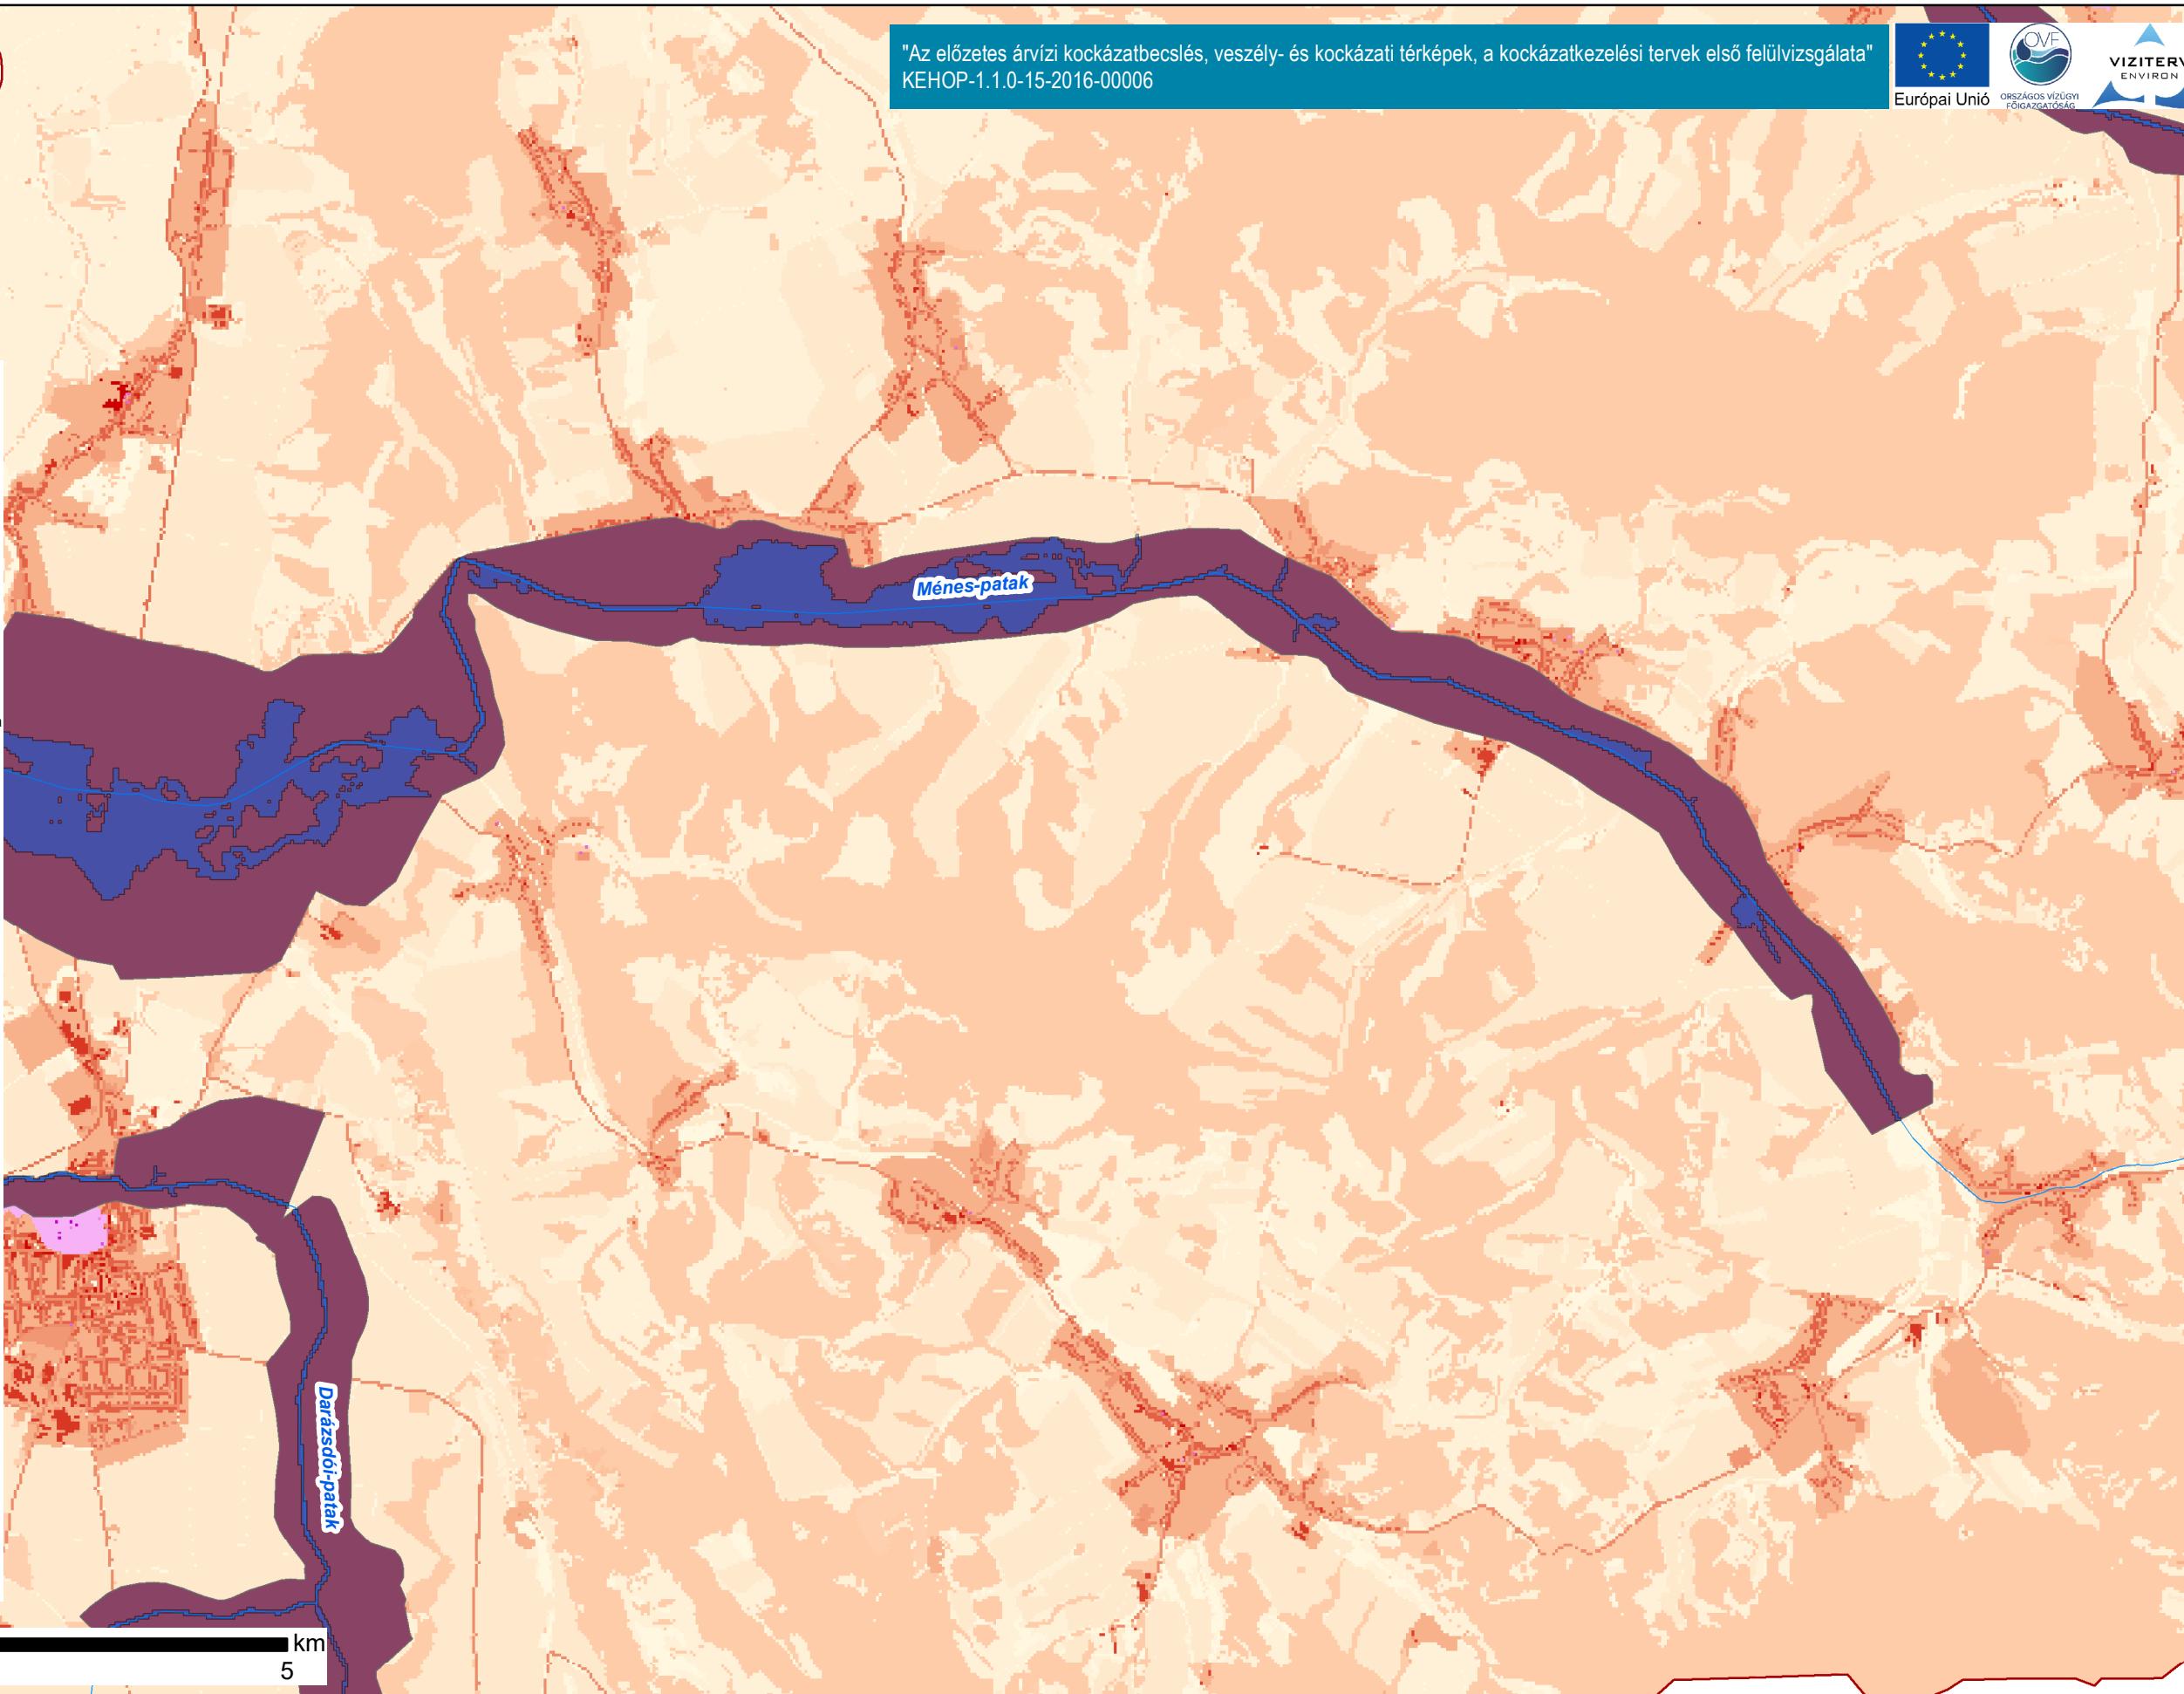 "Az előzetes árvízi kockázatbecslés, veszély- és kockázati térképek, a kockázatkezelési tervek első felülvizsgálata"
KEHOP-1.1.0-15-2016-00006
Európai Unió
OVF
ORSZÁGOS VÍZÜGYI
FŐIGAZGATÓSÁG
VIZITERV
ENVIRON
Ménes-patak
Darázsdói-patak
km
5